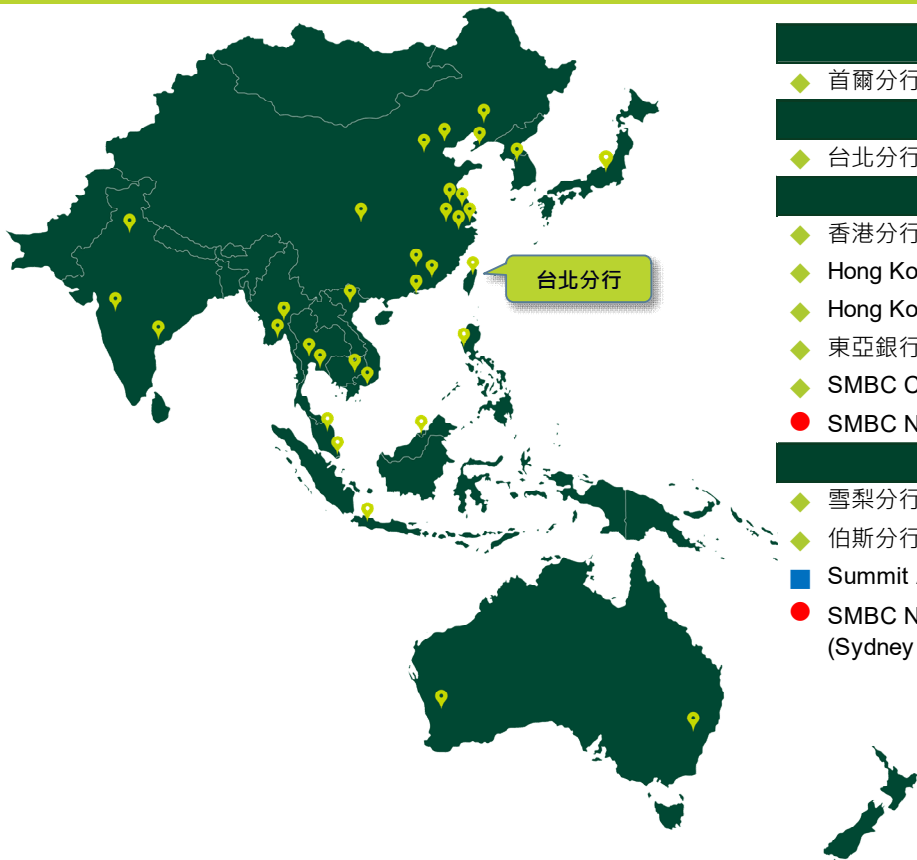 台北分行
首爾分行
台北分行
香港分行
Hong Ko
Hong Ko
東亞銀行
SMBC C
SMBC N
雪梨分行
伯斯分行
Summit
SMBC N
(Sydney